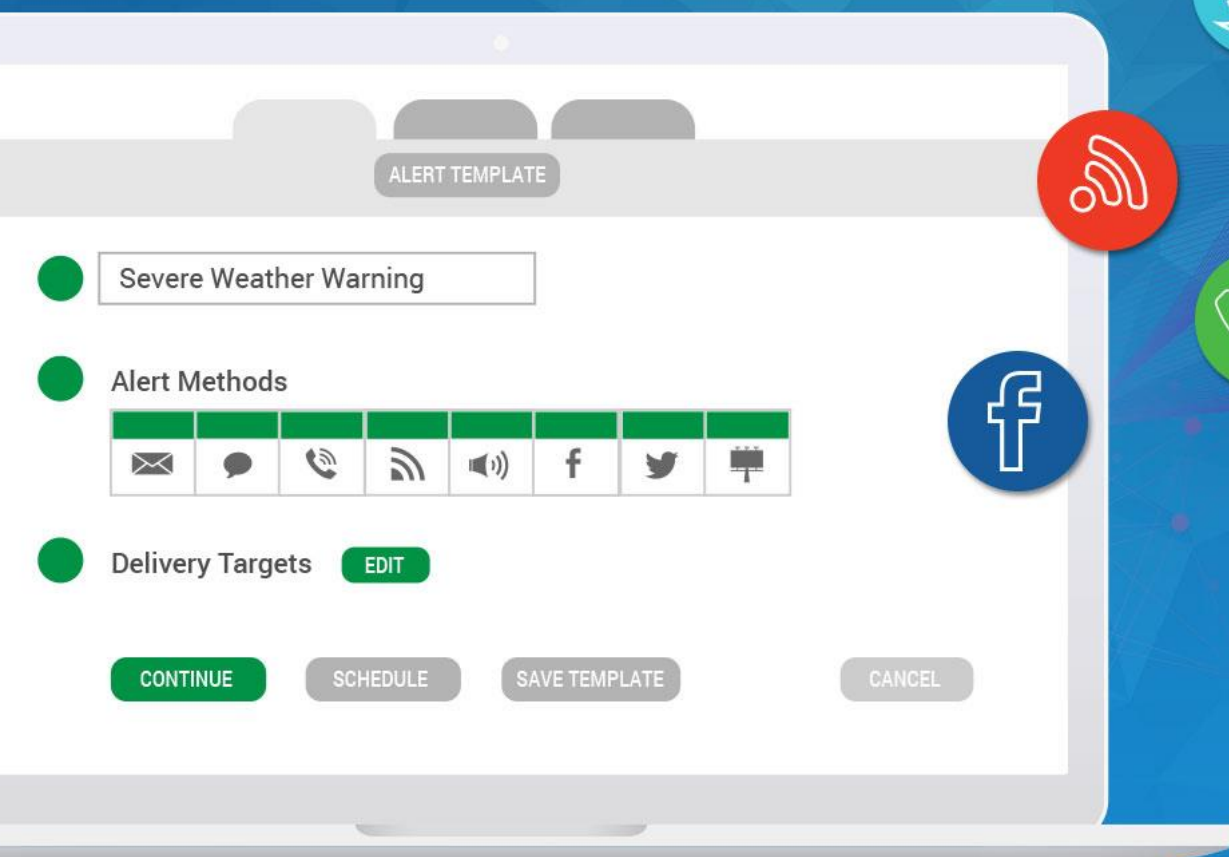 ALERT TEMPLATE
Severe Weather Warning
Alert Methods
Delivery Targets EDIT
CONTINUE SCHEDULE SAVE TEMPLATE CANCEL